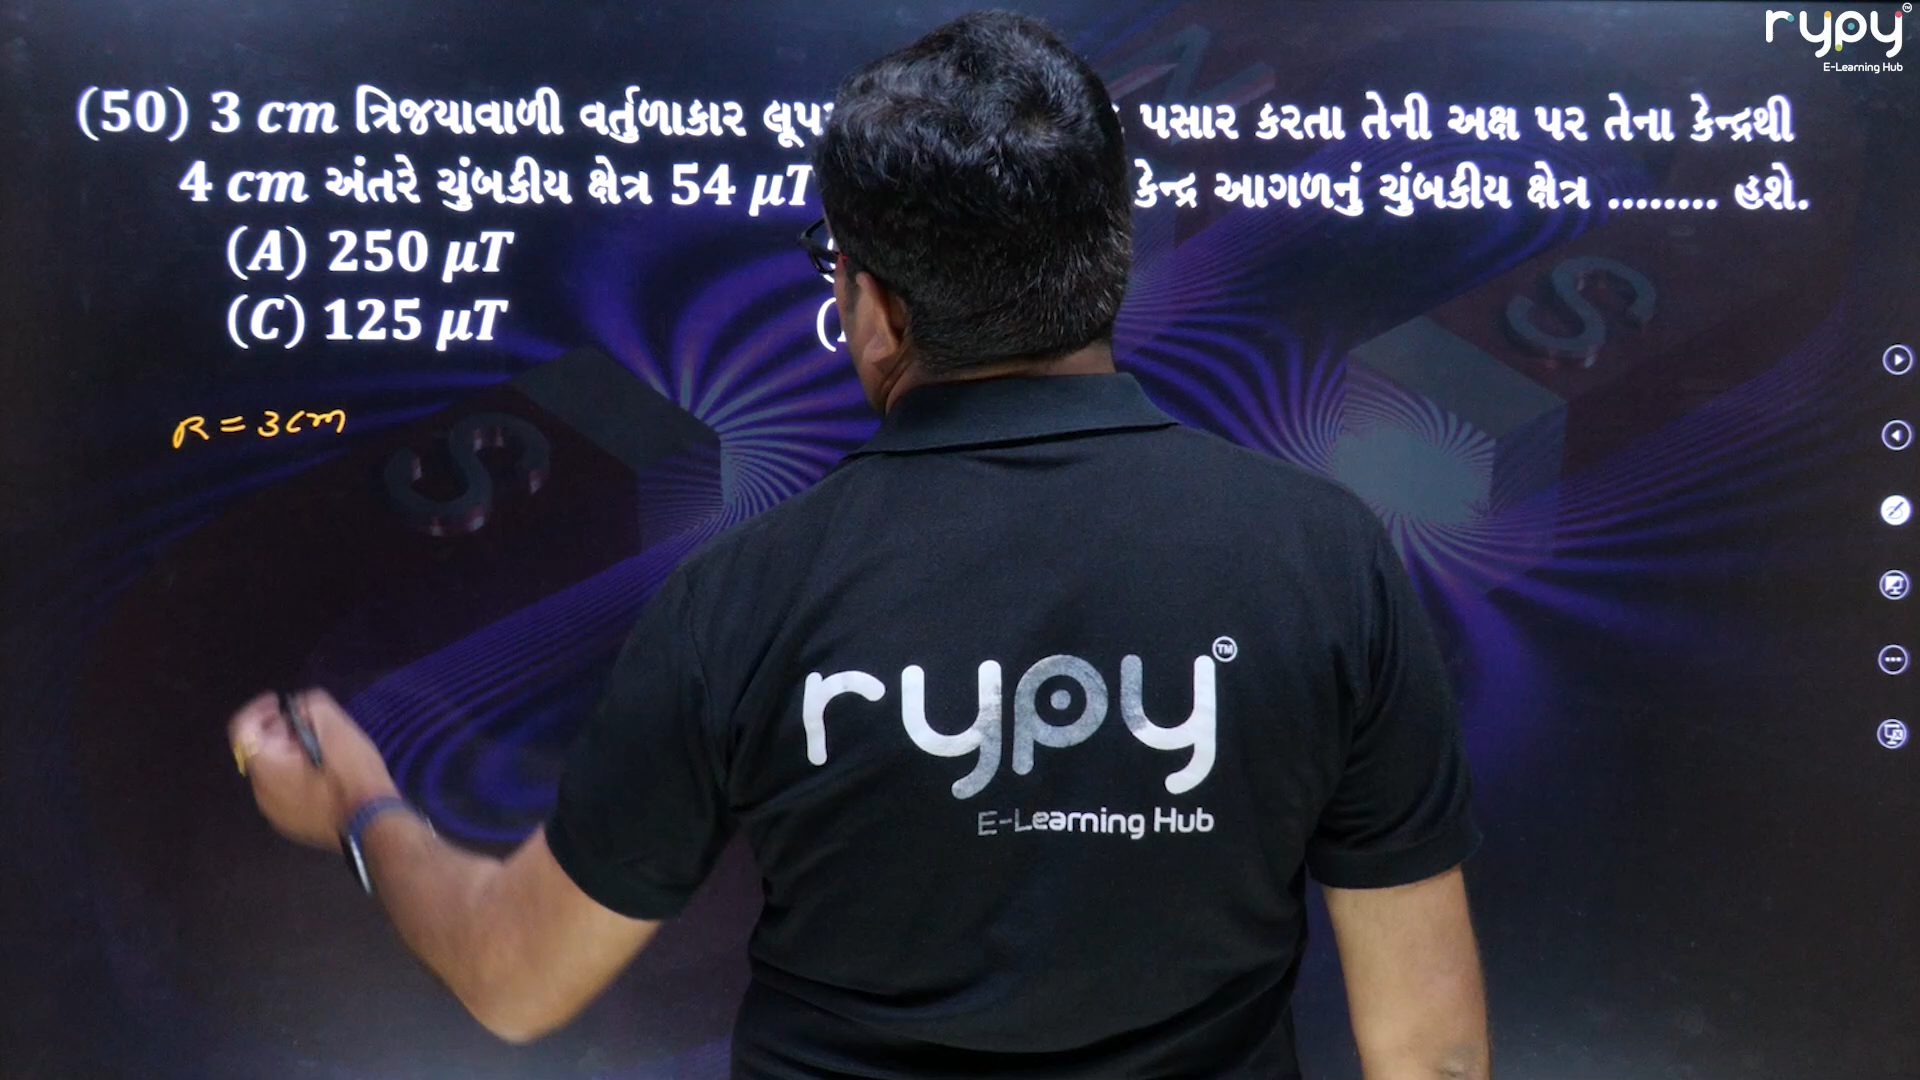 rypy
E-Learning Hub
(50) 3 cm ત્રિજ્યાવાળી વર્તુળાકાર પસાર કરતા તેની અક્ષ પર તેના કેન્દ્રથી
4 cm અંતરે ચુંબકીય ક્ષેત્ર 54 μT કેન્દ્ર આગળનું ચુંબકીય ક્ષેત્ર ........ હશે.
(A) 250 μT
(C) 125 μT
R = 3cm
rypy TM
E-Learning Hub